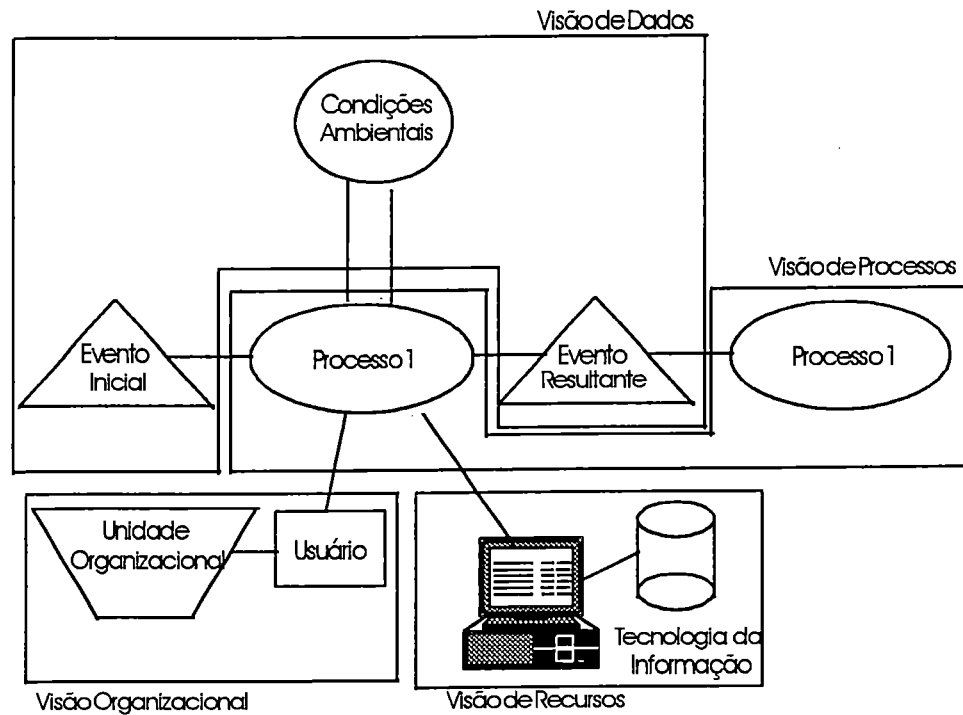 Visão de Dados
Condições
Ambientais
Visão de Processos
Evento
Inicial
Processo 1
Evento
Resultante
Processo 1
Unidade
Organizacional
Usuário
Tecnologia da
Informação
Visão Organizacional
Visão de Recursos